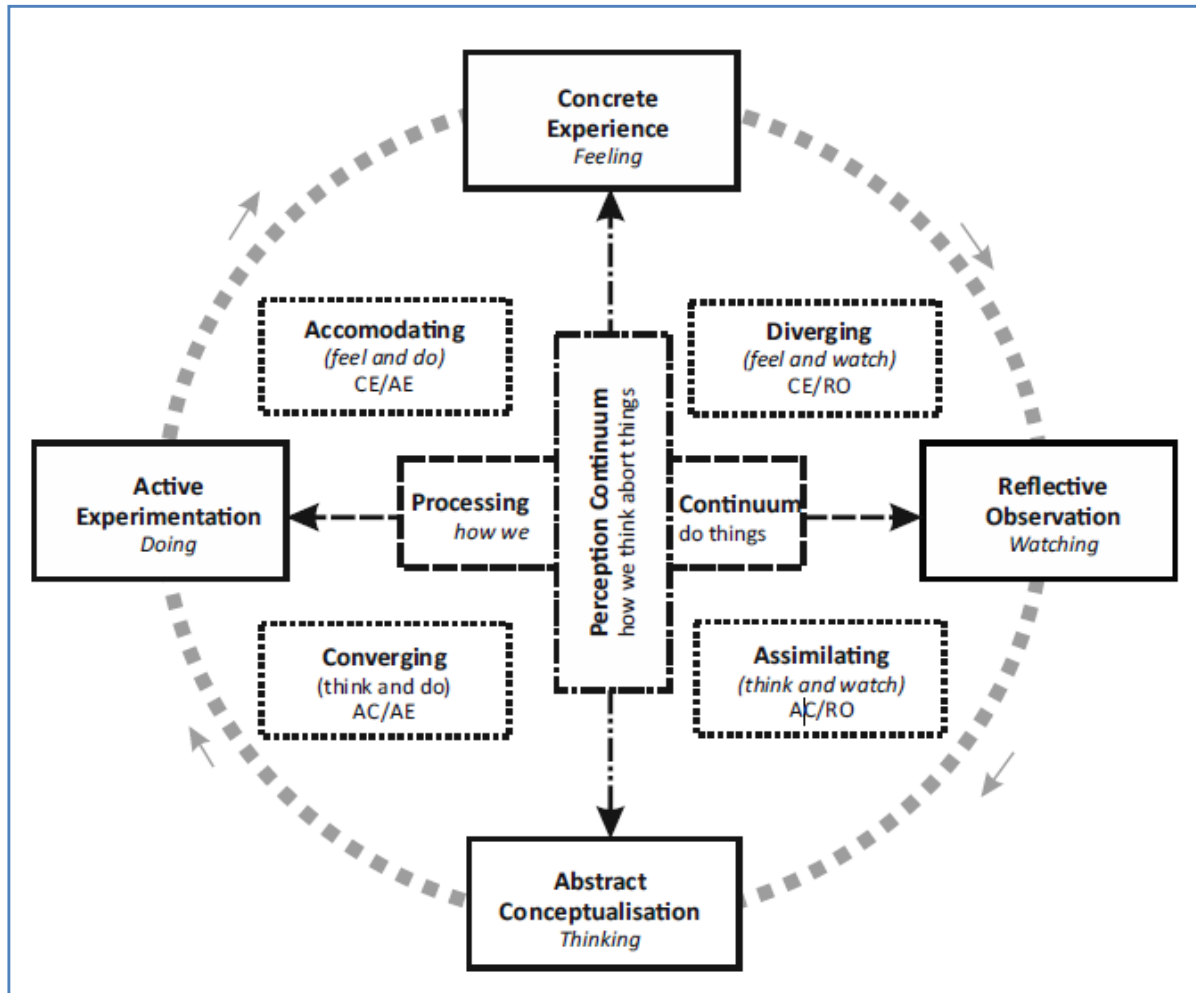 Concrete
Experience
Feeling
Accomodating
(feel and do)
CE/AE
Diverging
(feel and watch)
CE/RO
Active
Experimentation
Doing
Processing
how we
Perception Continuum
how we think abort things
Continuum
do things
Reflective
Observation
Watching
Converging
(think and do)
AC/AE
Assimilating
(think and watch)
AC/RO
Abstract
Conceptualisation
Thinking